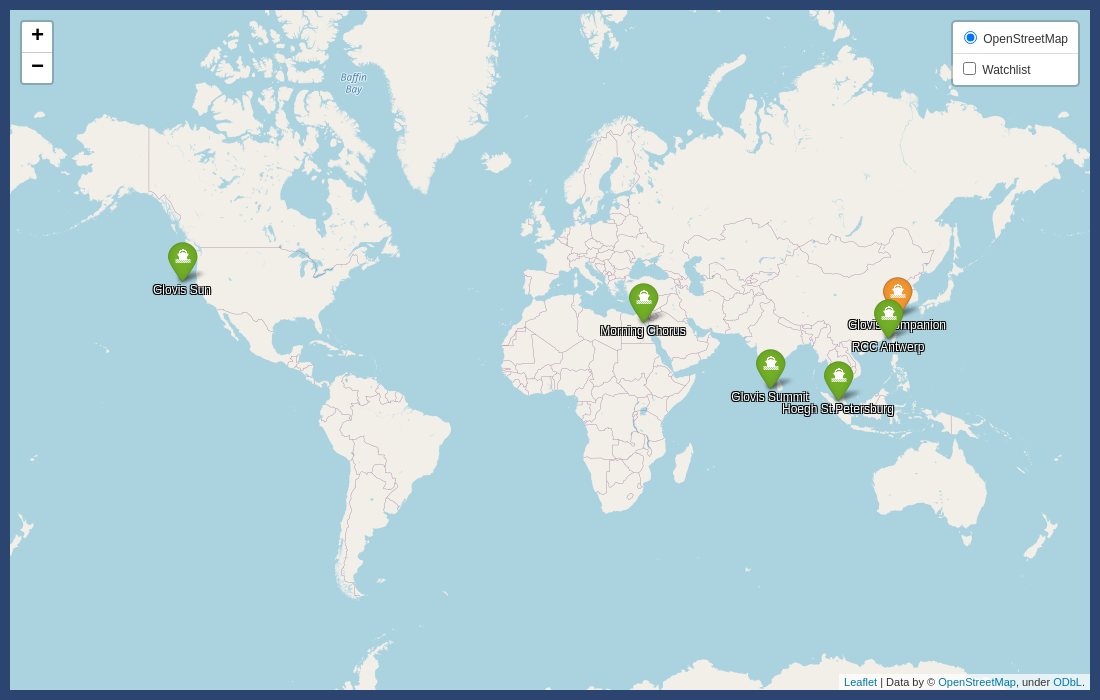 +
−
OpenStreetMap
Watchlist
Baffin
Bay
Glovis Sun
Morning Chorus
Glovis Companion
RCC Antwerp
Glovis Summit
Hoegh St.Petersburg
Leaflet | Data by © OpenStreetMap, under ODbL.